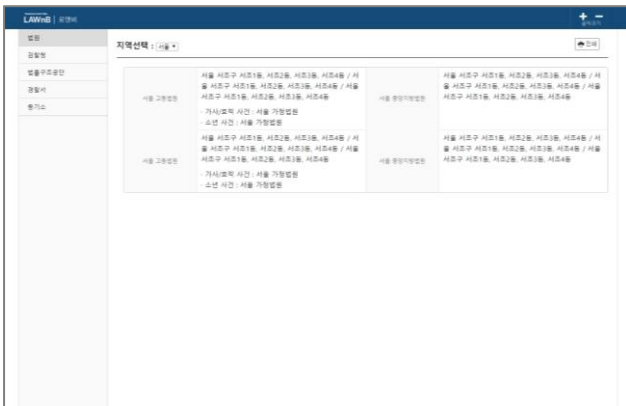 LAWnB | 로앤비
글자크기
법원
검찰청
법률구조공단
경찰서
등기소
지역선택 : 서울
인쇄
서울 고등법원
서울 서초구 서초1동, 서초2동, 서초3동, 서초4동 / 서
울 서초구 서초1동, 서초2동, 서초3동, 서초4동 / 서울
서초구 서초1동, 서초2동, 서초3동, 서초4동
- 가사/호적 사건 : 서울 가정법원
- 소년 사건 : 서울 가정법원
서울 중앙지방법원
서울 서초구 서초1동, 서초2동, 서초3동, 서초4동 / 서
울 서초구 서초1동, 서초2동, 서초3동, 서초4동 / 서울
서초구 서초1동, 서초2동, 서초3동, 서초4동
서울 고등법원
서울 서초구 서초1동, 서초2동, 서초3동, 서초4동 / 서
울 서초구 서초1동, 서초2동, 서초3동, 서초4동 / 서울
서초구 서초1동, 서초2동, 서초3동, 서초4동
- 가사/호적 사건 : 서울 가정법원
- 소년 사건 : 서울 가정법원
서울 중앙지방법원
서울 서초구 서초1동, 서초2동, 서초3동, 서초4동 / 서
울 서초구 서초1동, 서초2동, 서초3동, 서초4동 / 서울
서초구 서초1동, 서초2동, 서초3동, 서초4동